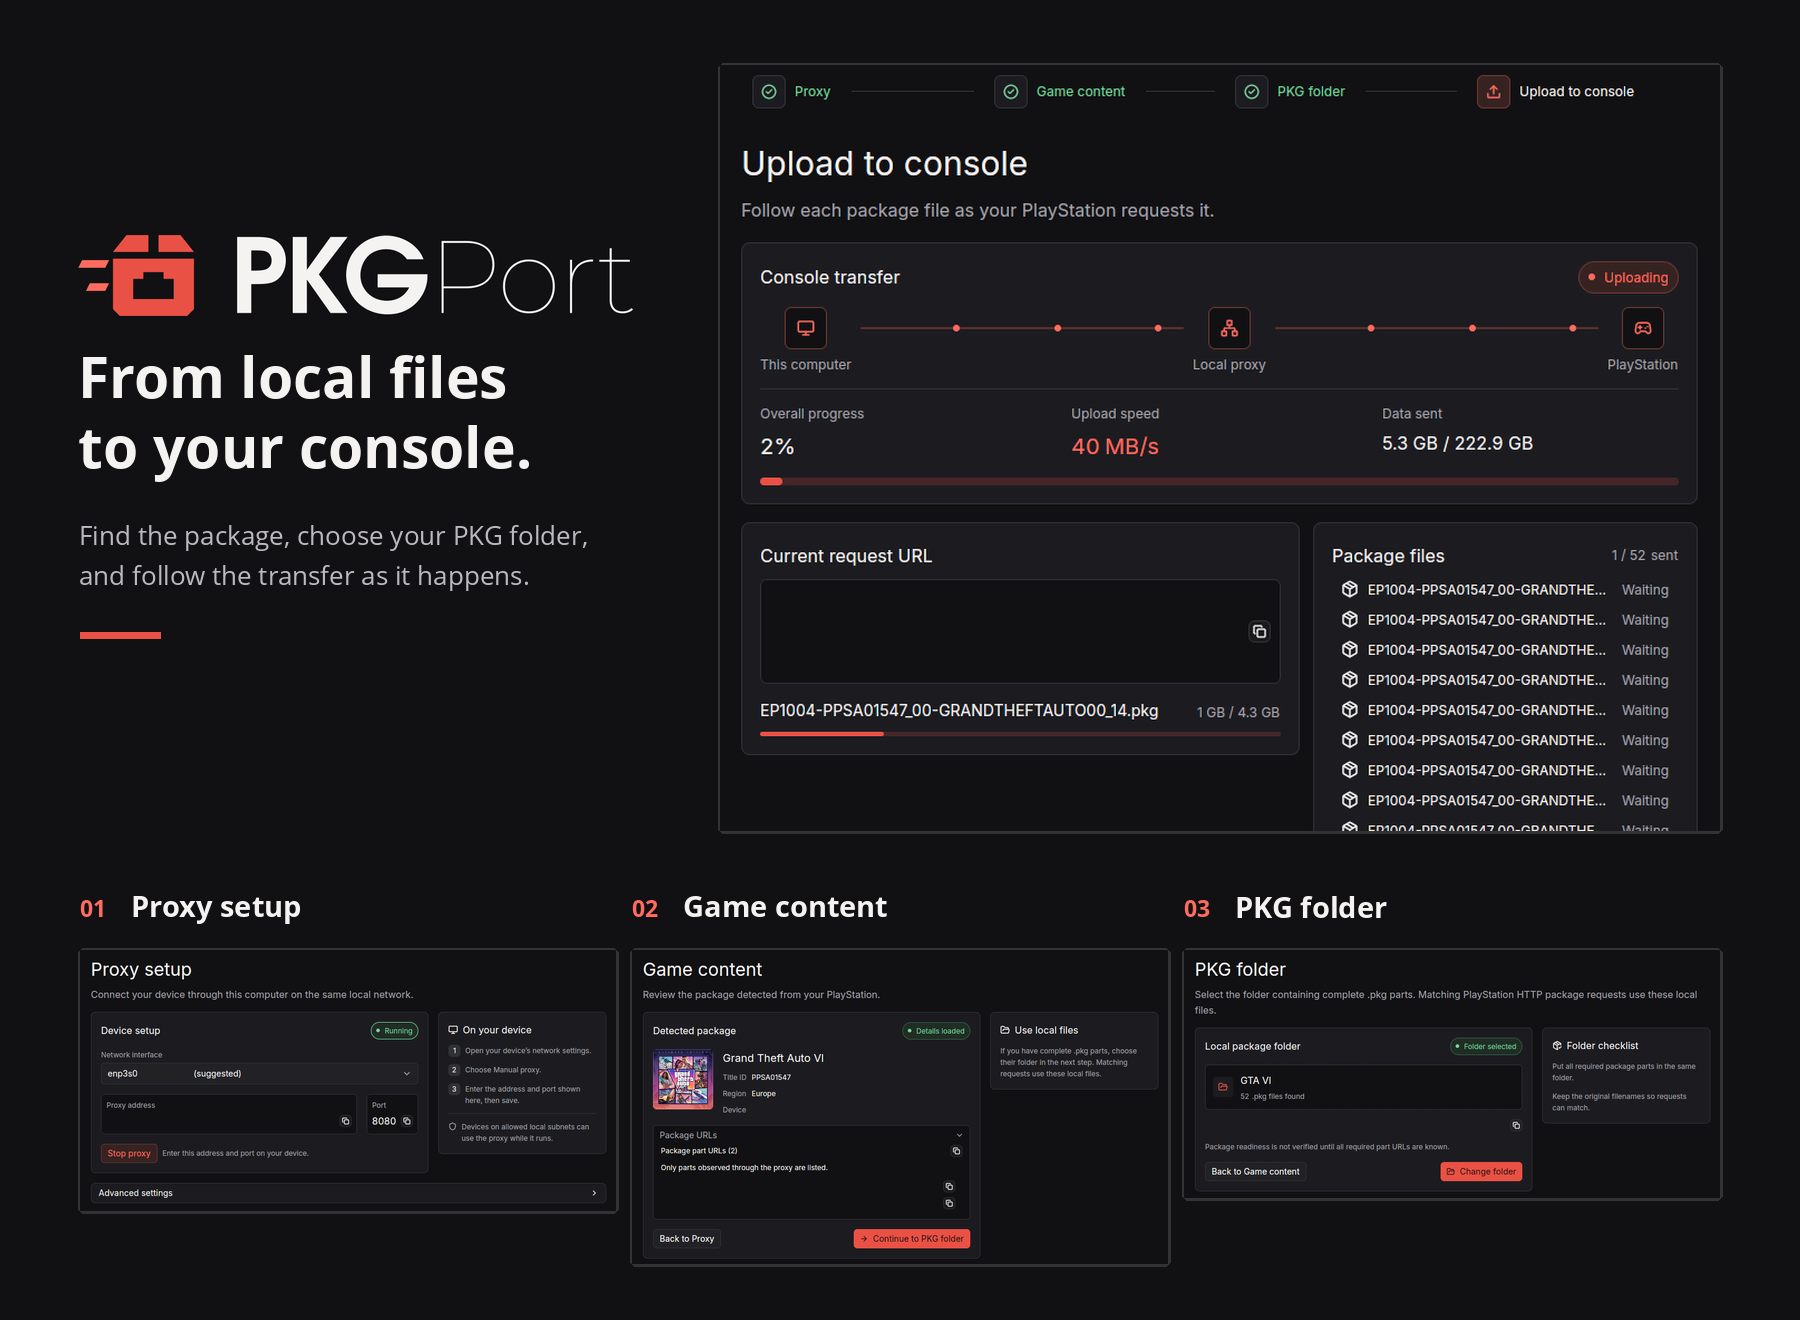 PKGPort
From local files
to your console.
Find the package, choose your PKG folder,
and follow the transfer as it happens.
Proxy
Game content
PKG folder
Upload to console
Upload to console
Follow each package file as your PlayStation requests it.
Console transfer
Uploading
This computer
Local proxy
PlayStation
Overall progress
Upload speed
Data sent
2%
40 MB/s
5.3 GB / 222.9 GB
Current request URL
EP1004-PPSA01547_00-GRANDTHEFTAUTO00_14.pkg
1 GB / 4.3 GB
Package files
1 / 52 sent
EP1004-PPSA01547_00-GRANDTHE... Waiting
EP1004-PPSA01547_00-GRANDTHE... Waiting
EP1004-PPSA01547_00-GRANDTHE... Waiting
EP1004-PPSA01547_00-GRANDTHE... Waiting
EP1004-PPSA01547_00-GRANDTHE... Waiting
EP1004-PPSA01547_00-GRANDTHE... Waiting
EP1004-PPSA01547_00-GRANDTHE... Waiting
EP1004-PPSA01547_00-GRANDTHE... Waiting
EP1004-PPSA01547_00-GRANDTHE... Waiting
01 Proxy setup
Proxy setup
Connect your device through this computer on the same local network.
Device setup
Running
Network interface
enp3s0 (suggested)
Proxy address
Port
8080
Stop proxy
Enter this address and port on your device.
On your device
1 Open your device's network settings.
2 Choose Manual proxy.
3 Enter the address and port shown
here, then save.
Devices on allowed local subnets can
use the proxy while it runs.
Advanced settings
02 Game content
Game content
Review the package detected from your PlayStation.
Detected package
Details loaded
Grand Theft Auto VI
Title ID PPSA01547
Region Europe
Device
Package URLs
Package part URLs (2)
Only parts observed through the proxy are listed.
Back to Proxy
Continue to PKG folder
Use local files
If you have complete .pkg parts, choose
their folder in the next step. Matching
requests use these local files.
03 PKG folder
PKG folder
Select the folder containing complete .pkg parts. Matching PlayStation HTTP package requests use these local
files.
Local package folder
Folder selected
GTA VI
52 .pkg files found
Package readiness is not verified until all required part URLs are known.
Back to Game content
Change folder
Folder checklist
Put all required package parts in the same
folder.
Keep the original filenames so requests
can match.